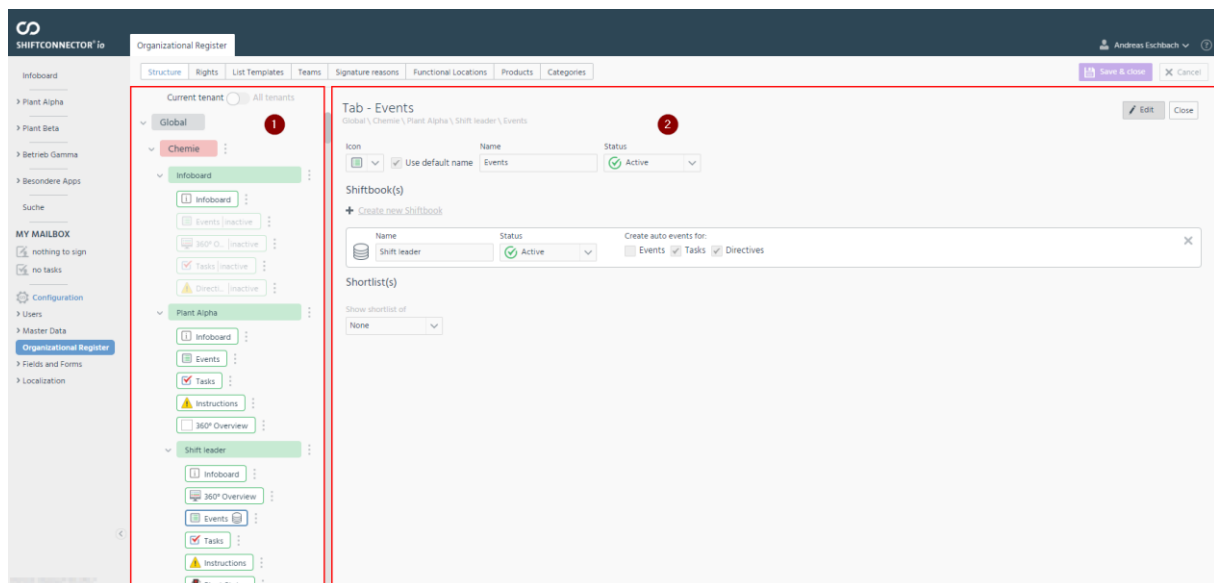 SHIFTCONNECTOR® io
Organizational Register
Andreas Eschbach
?
Structure Rights List Templates Teams Signature reasons Functional Locations Products Categories
Save & close Cancel
Infoboard
Plant Alpha
Plant Beta
Betrieb Gamma
Besondere Apps
Suche
MY MAILBOX
nothing to sign
no tasks
Configuration
Users
Master Data
Organizational Register
Fields and Forms
Localization
Current tenant All tenants
1
Global
Chemie
Infoboard
Infoboard
Events |inactive
360° O... |inactive
Tasks |inactive
Directi... |inactive
Plant Alpha
Infoboard
Events
Tasks
Instructions
360° Overview
Shift leader
Infoboard
360° Overview
Events
Tasks
Instructions
Tab - Events
Global \ Chemie \ Plant Alpha \ Shift leader \ Events
2
Edit Close
Icon Name Status
Use default name Events Active
Shiftbook(s)
Create new Shiftbook
Name Status Create auto events for:
Shift leader Active Events Tasks Directives
Shortlist(s)
Show shortlist of
None